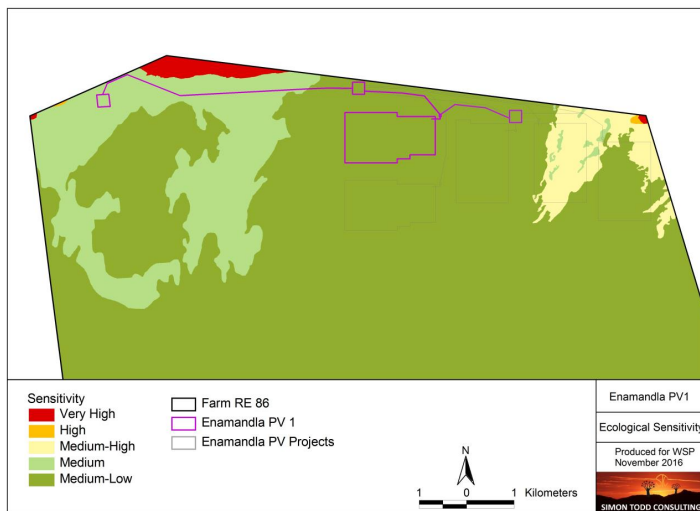 Sensitivity
Very High
High
Medium-High
Medium
Medium-Low
Farm RE 86
Enamandla PV 1
Enamandla PV Projects
N
1 0 1 Kilometers
Enamandla PV1
Ecological Sensitivity
Produced for WSP
November 2016
SIMON TODD CONSULTING